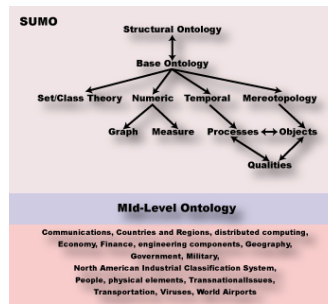 SUMO
Structural Ontology
Base Ontology
Set/Class Theory Numeric Temporal Mereotopology
Graph Measure Processes Objects
Qualities
MId-Level Ontology
Communications, Countries and Regions, distributed computing,
Economy, Finance, engineering components, Geography,
Government, Military,
North American Industrial Classification System,
People, physical elements, TransnationalIssues,
Transportation, Viruses, World Airports